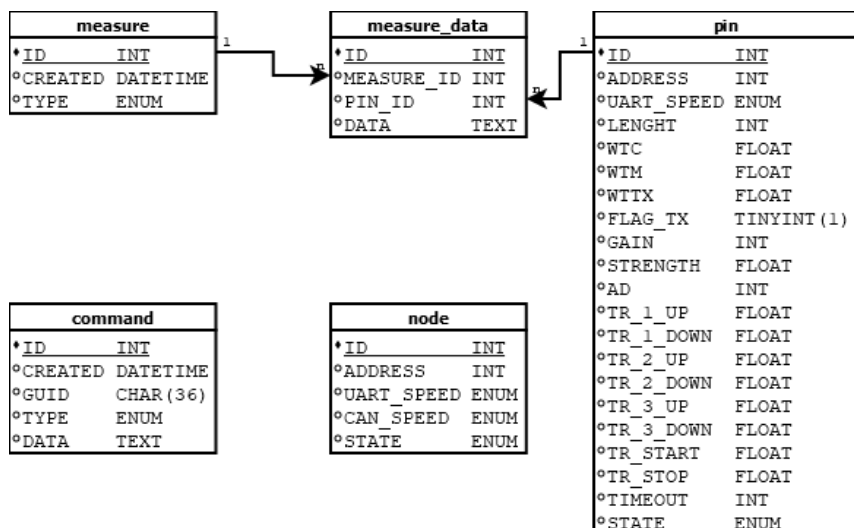 measure
ID INT
CREATED DATETIME
TYPE ENUM
1
n
measure_data
ID INT
MEASURE_ID INT
PIN_ID INT
DATA TEXT
1
n
pin
ID INT
ADDRESS INT
UART_SPEED ENUM
LENGHT INT
WTC FLOAT
WTM FLOAT
WTTX FLOAT
FLAG_TX TINYINT(1)
GAIN INT
STRENGTH FLOAT
AD INT
TR_1_UP FLOAT
TR_1_DOWN FLOAT
TR_2_UP FLOAT
TR_2_DOWN FLOAT
TR_3_UP FLOAT
TR_3_DOWN FLOAT
TR_START FLOAT
TR_STOP FLOAT
TIMEOUT INT
STATE ENUM
command
ID INT
CREATED DATETIME
GUID CHAR(36)
TYPE ENUM
DATA TEXT
node
ID INT
ADDRESS INT
UART_SPEED ENUM
CAN_SPEED ENUM
STATE ENUM